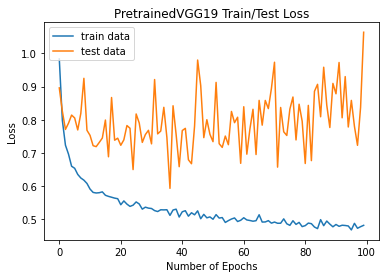 PretrainedVGG19 Train/Test Loss
train data
test data
Loss
1.0
0.9
0.8
0.7
0.6
0.5
0
20
40
60
80
100
Number of Epochs